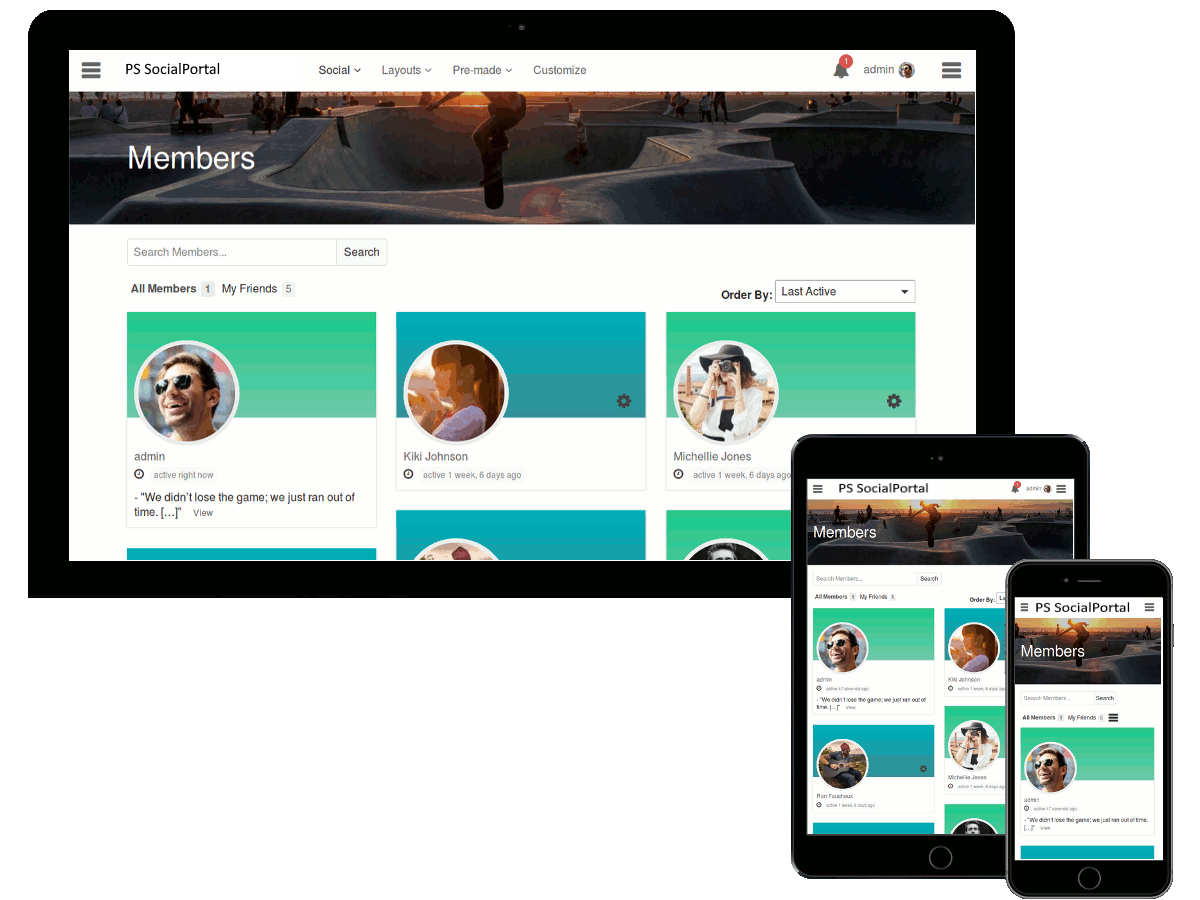 PS SocialPortal Social Layouts Pre-made Customize 1 admin
Members
Search Members... Search
All Members 1 My Friends 5
Order By: Last Active
admin
active right now
- "We didn't lose the game; we just ran out of
time. [...]" View
Kiki Johnson
active 1 week, 6 days ago
Michellie Jones
active 1 week, 6 days ago
PS SocialPortal 1 admin
Members
Search Members... Search
All Members 1 My Friends 5
Order By: La
admin
active 47 seconds ago
- "We didn't lose the game; we just ran out of
time. [...]" View
Kiki Johnson
active 1 week, 6 days ago
Ron Faucheux
active 1 week, 6 days ago
Michellie Jones
active 1 week, 6 days ago
PS SocialPortal
Members
Search Members... Search
All Members 1 My Friends 5
admin
active 47 seconds ago
- "We didn't lose the game; we just ran out of time.
[...]" View